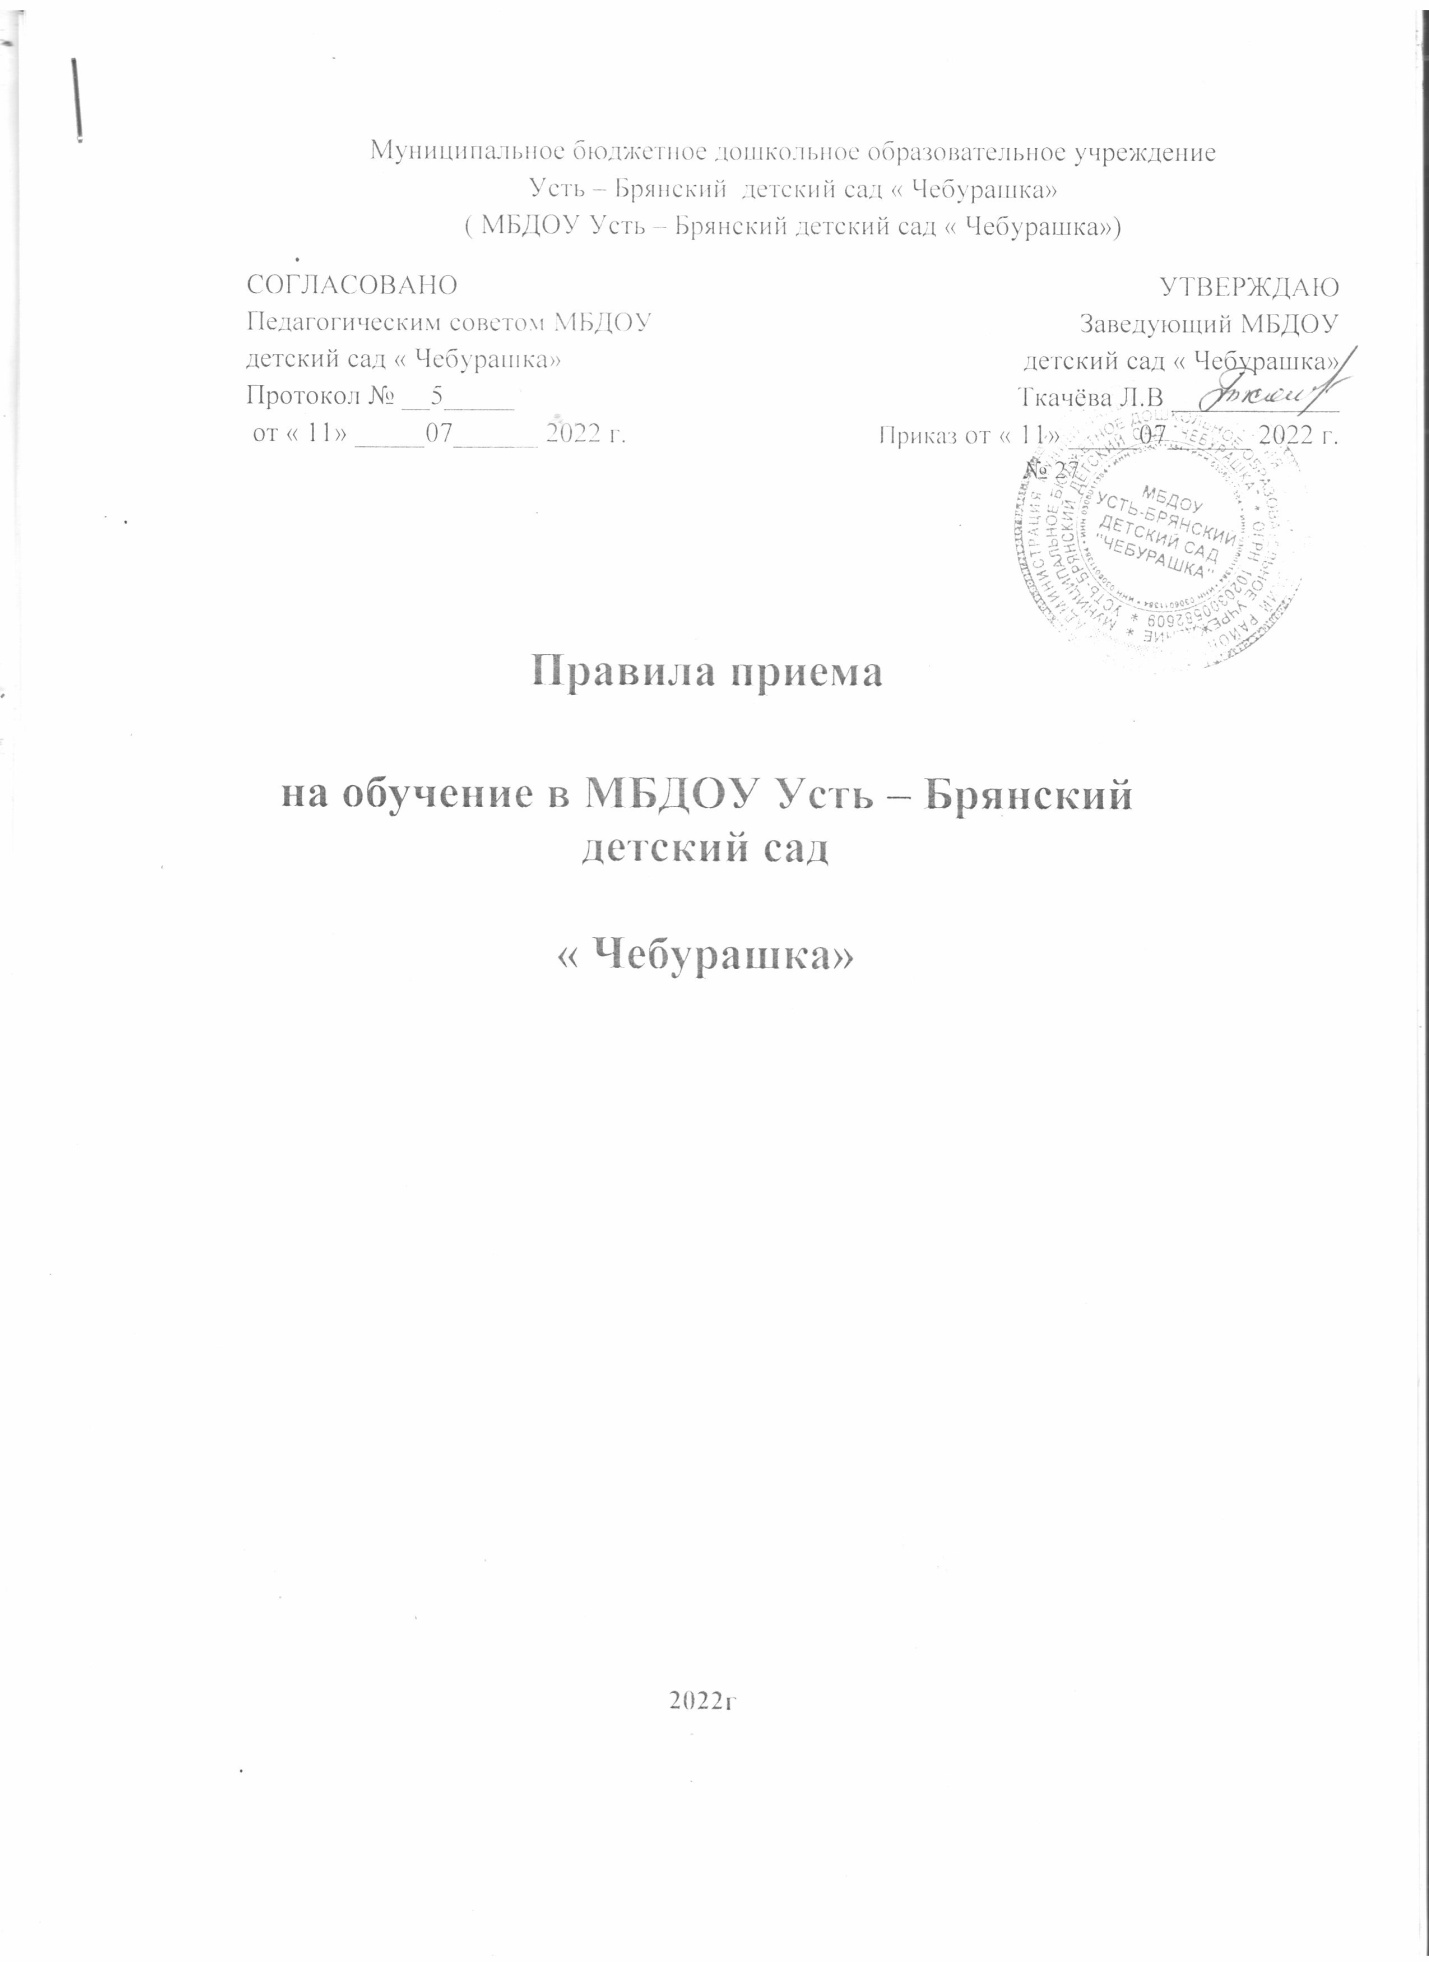 Муниципальное бюджетное дошкольное образовательное учреждение
Усть – Брянский детский сад « Чебурашка»
( МБДОУ Усть – Брянский детский сад « Чебурашка»)
СОГЛАСОВАНО
Педагогическим советом МБДОУ
детский сад « Чебурашка»
Протокол № __5_____
от « 11» _____07______ 2022 г.
УТВЕРЖДАЮ
Заведующий МБДОУ
детский сад « Чебурашка»
Ткачёва Л.В ____________
Приказ от « 11» _____07______ 2022 г.
№ 27
МБДОУ
УСТЬ-БРЯНСКИЙ
ДЕТСКИЙ САД
"ЧЕБУРАШКА"
Правила приема
на обучение в МБДОУ Усть – Брянский
детский сад
« Чебурашка»
2022г